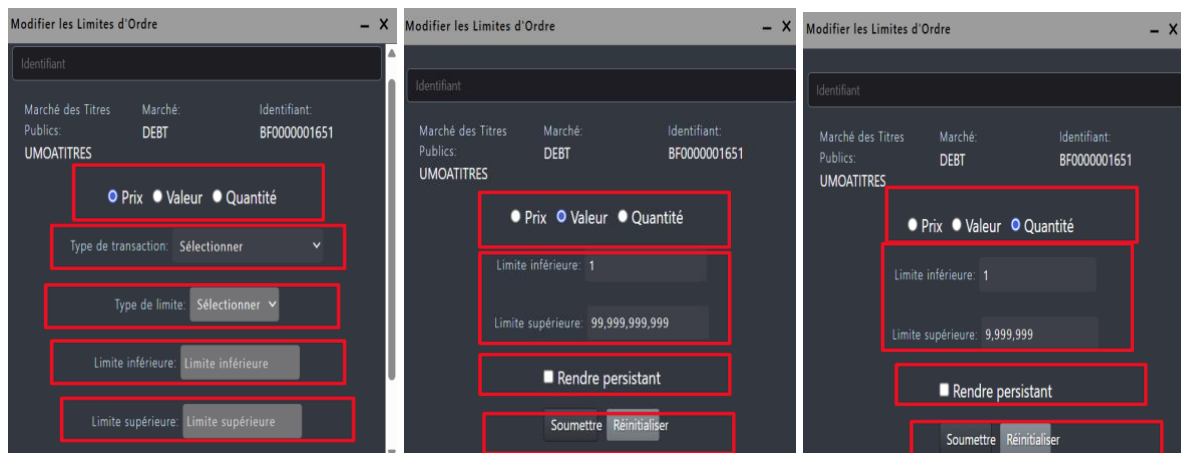 Modifier les Limites d'Ordre – X
Identifiant
Marché des Titres Publics: Marché: Identifiant:
UMOATITRES DEBT BF0000001651
Prix Valeur Quantité
Type de transaction: Sélectionner
Type de limite: Sélectionner
Limite inférieure: Limite inférieure
Limite supérieure: Limite supérieure
Modifier les Limites d'Ordre – X
Identifiant
Marché des Titres Publics: Marché: Identifiant:
UMOATITRES DEBT BF0000001651
Prix Valeur Quantité
Limite inférieure: 1
Limite supérieure: 99,999,999,999
Rendre persistant
Soumettre Réinitialiser
Modifier les Limites d'Ordre – X
Identifiant
Marché des Titres Publics: Marché: Identifiant:
UMOATITRES DEBT BF0000001651
Prix Valeur Quantité
Limite inférieure: 1
Limite supérieure: 9,999,999
Rendre persistant
Soumettre Réinitialiser